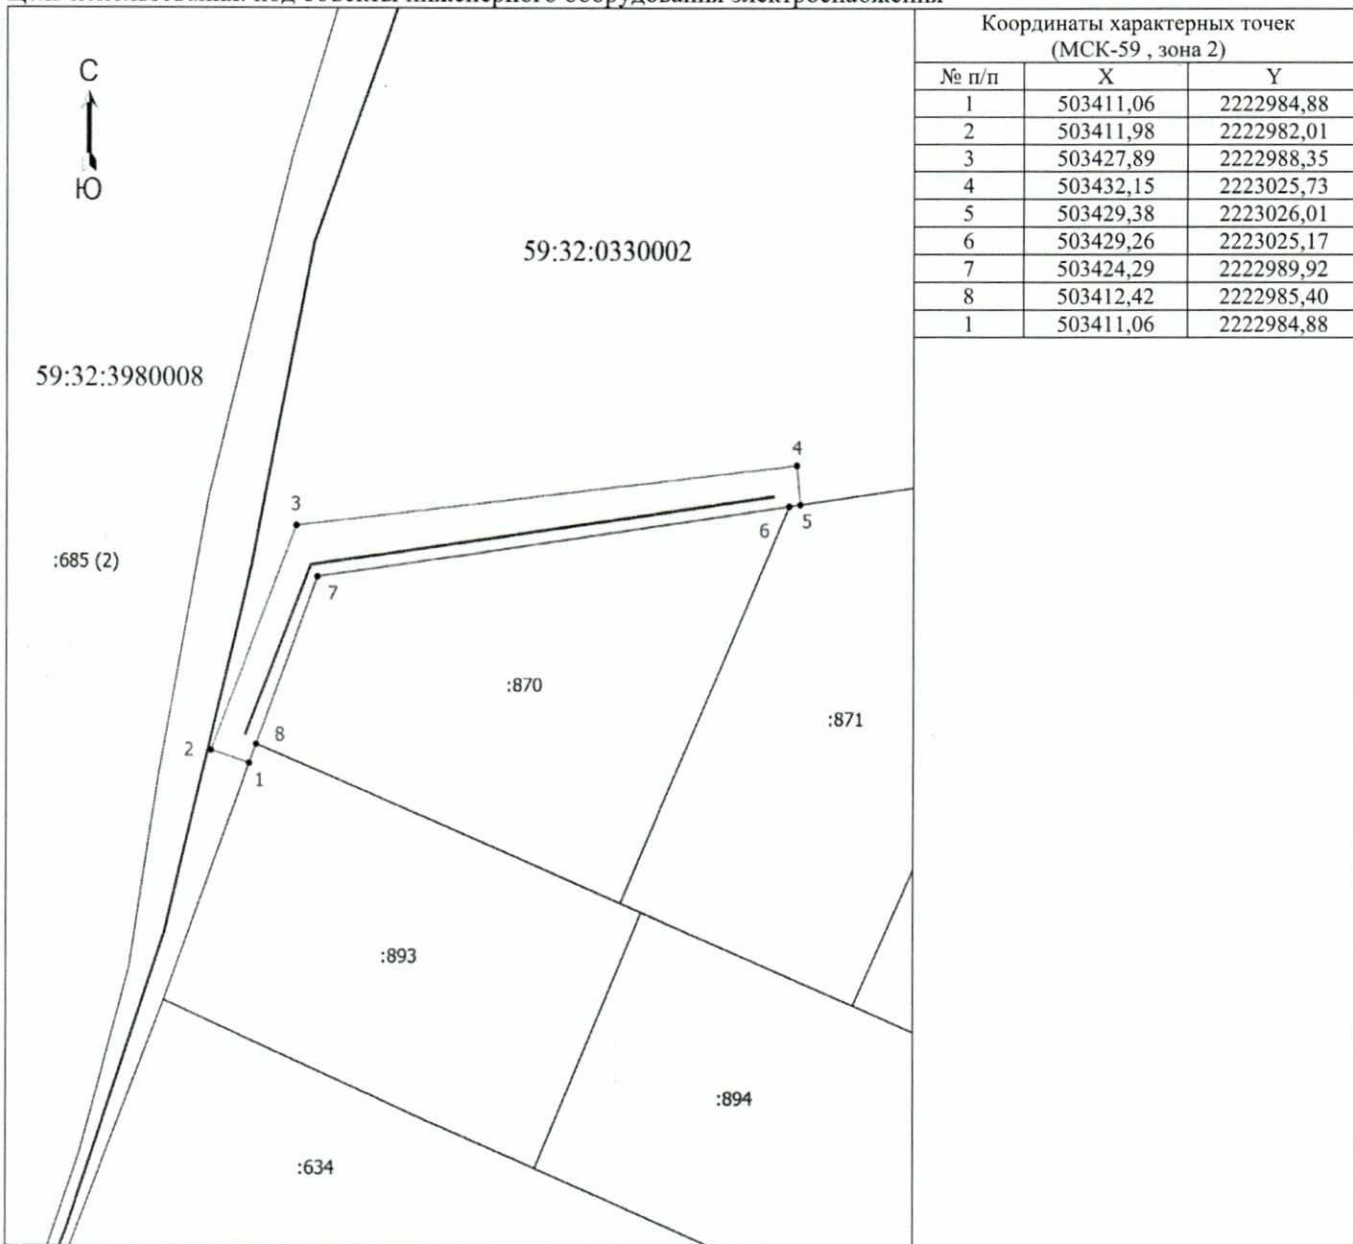 Координаты характерных точек
(МСК-59 , зона 2)
№ п/п X Y
1 503411,06 2222984,88
2 503411,98 2222982,01
3 503427,89 2222988,35
4 503432,15 2223025,73
5 503429,38 2223026,01
6 503429,26 2223025,17
7 503424,29 2222989,92
8 503412,42 2222985,40
1 503411,06 2222984,88
С
Ю
59:32:0330002
59:32:3980008
4
3
6
5
:685 (2)
7
:870
:871
8
2
1
:893
:894
:634